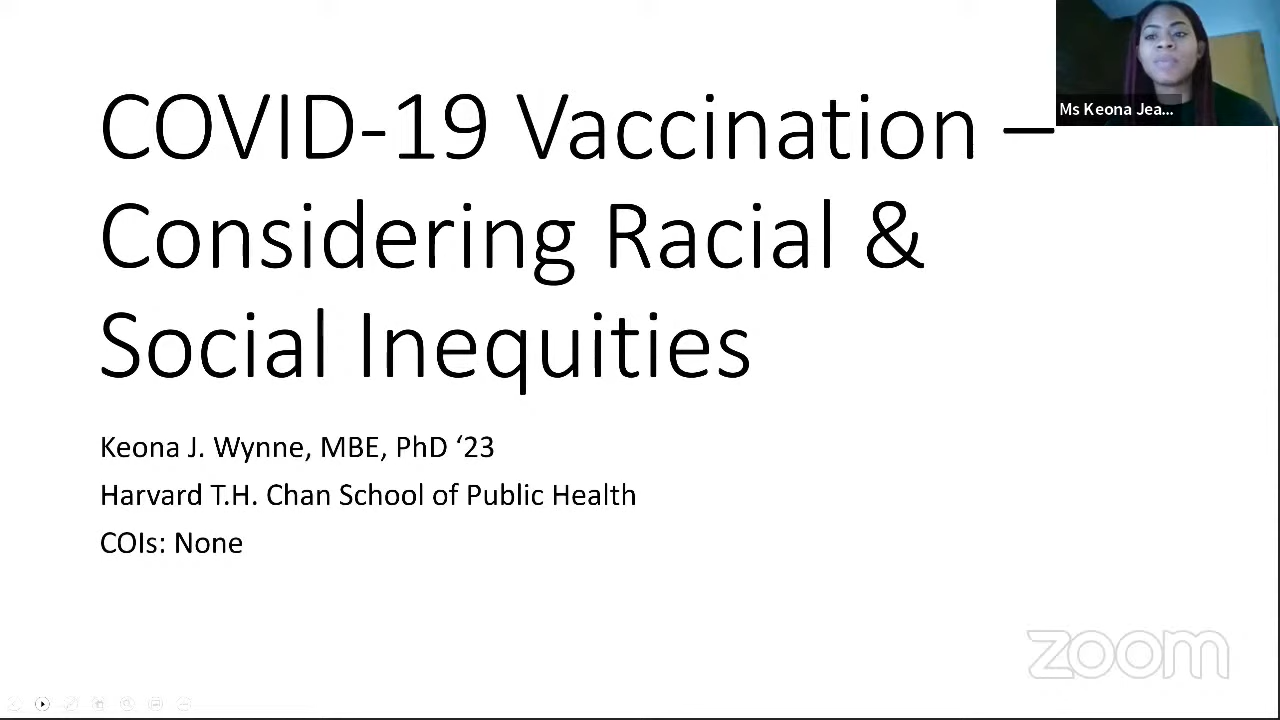 COVID-19 Vaccination –
Considering Racial &
Social Inequities
Ms Keona Jea...
Keona J. Wynne, MBE, PhD ‘23
Harvard T.H. Chan School of Public Health
COIs: None
zoom